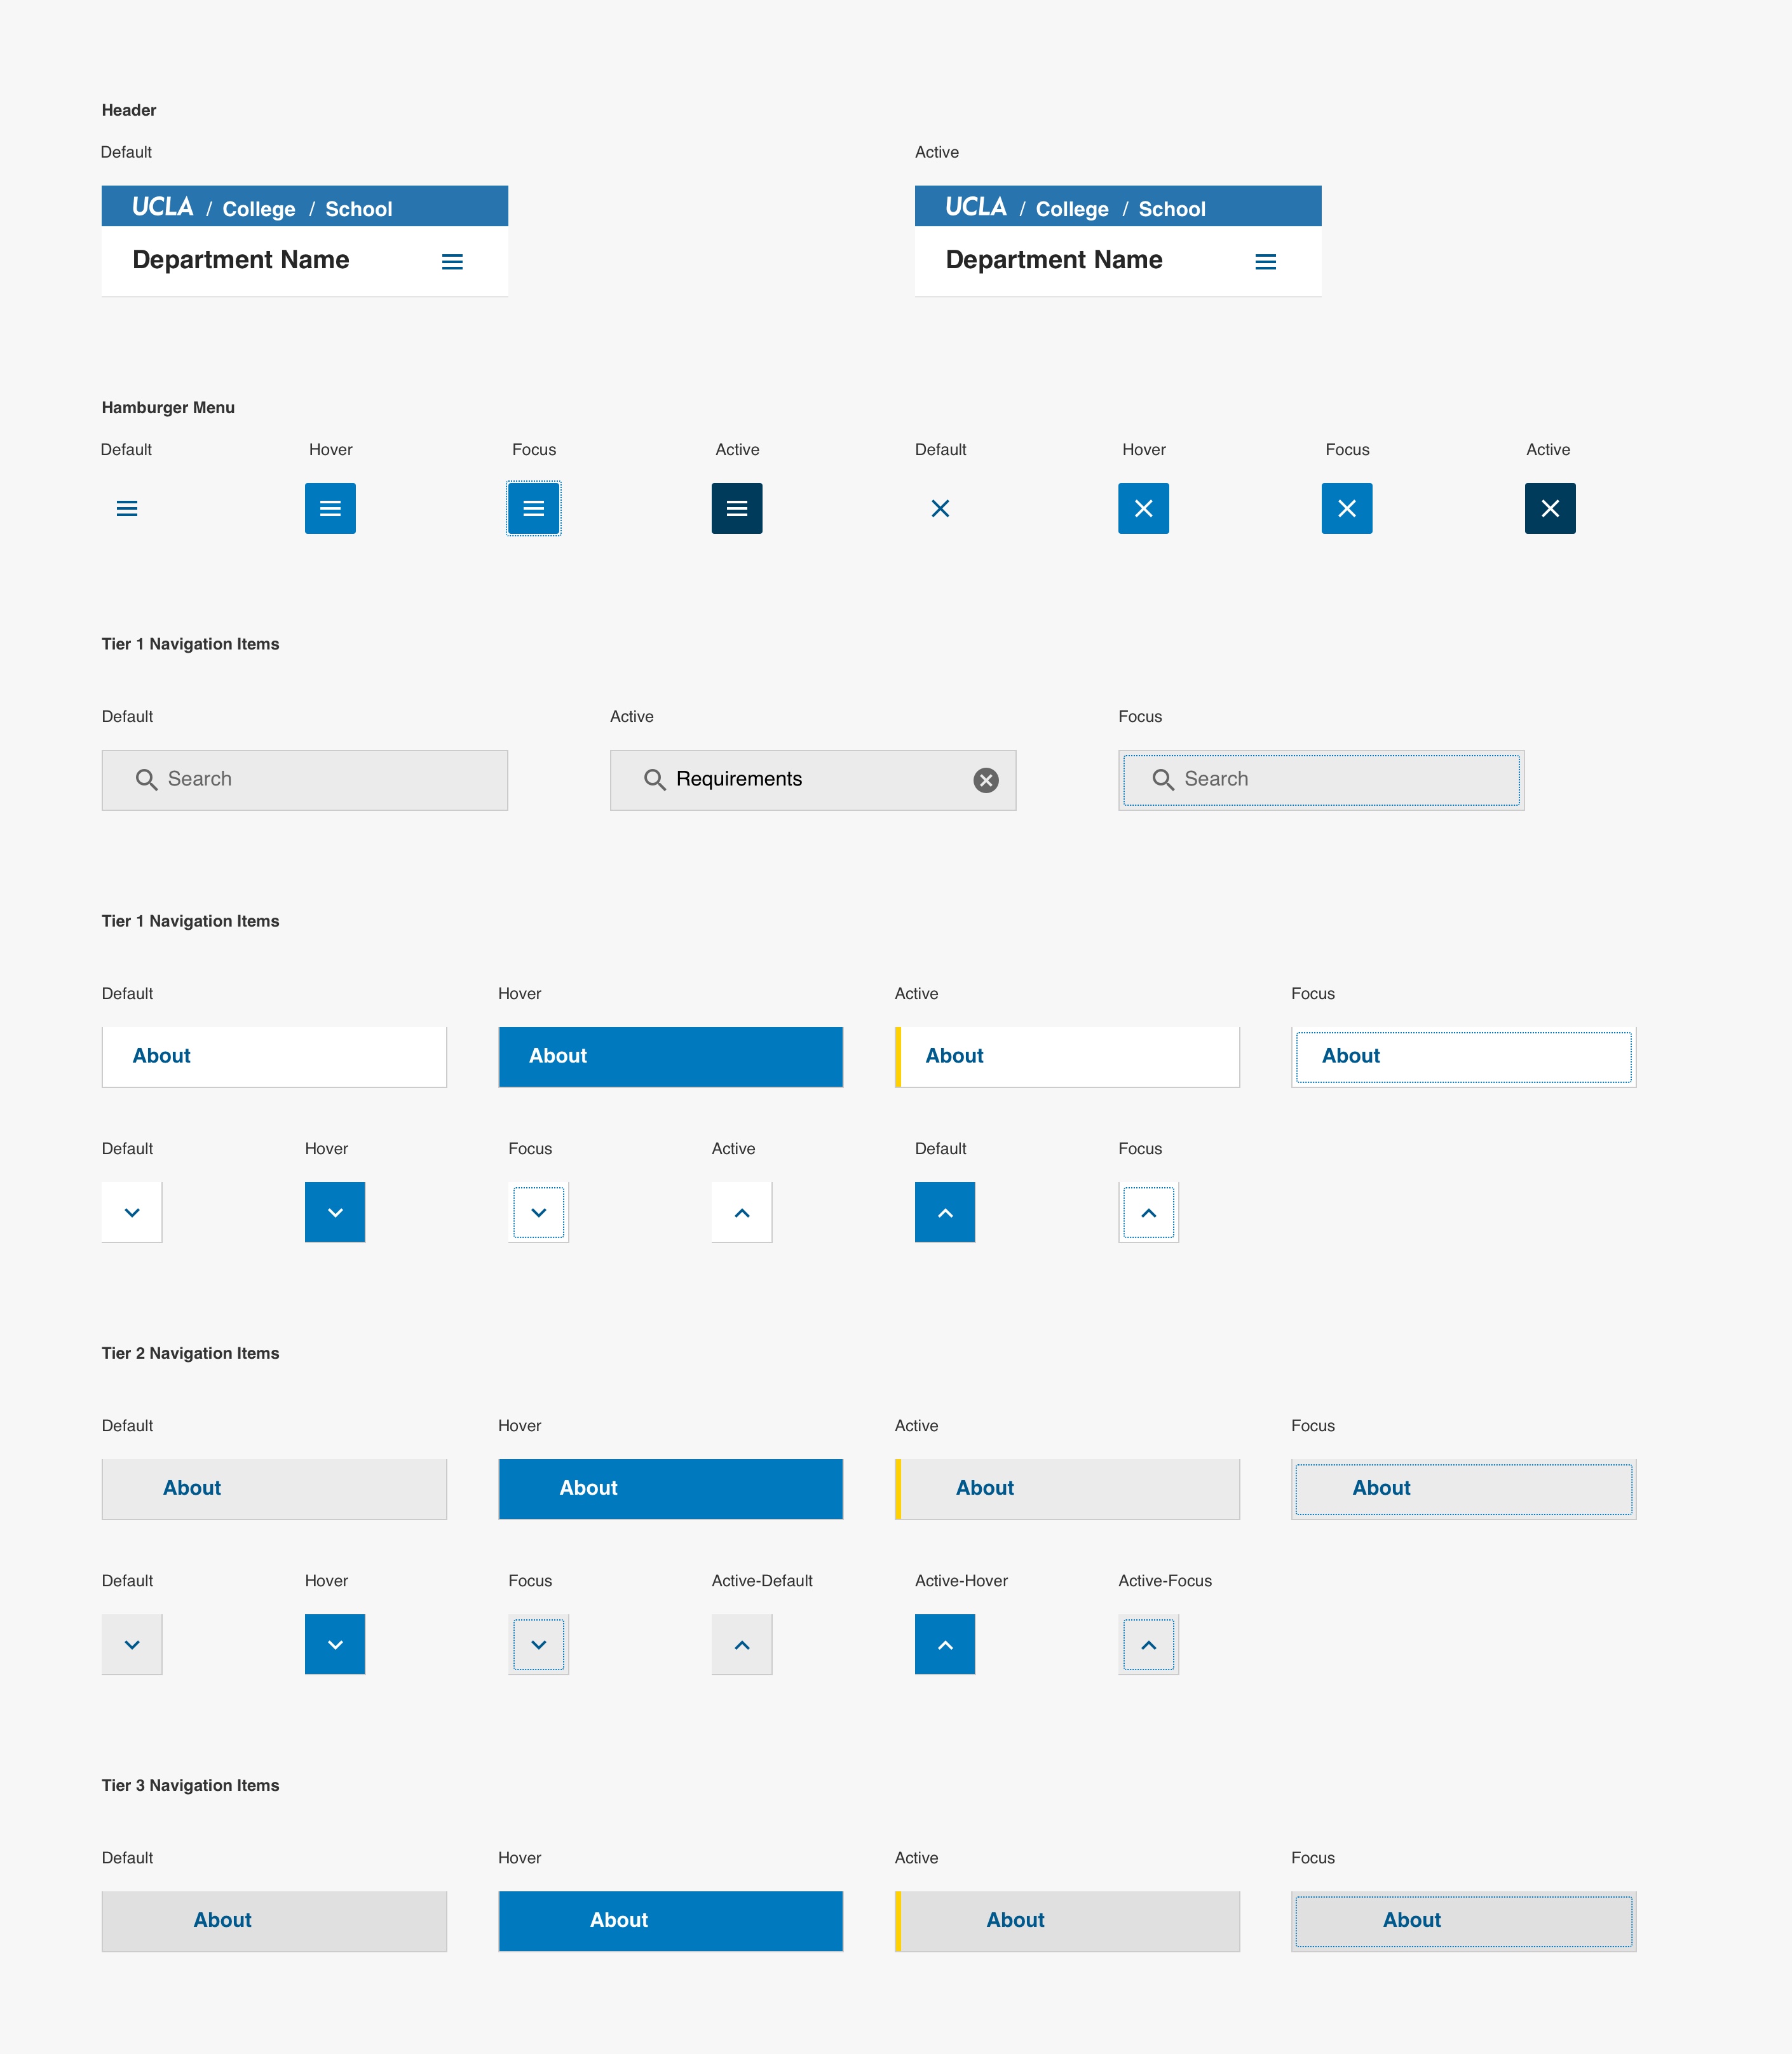 Header
Default Active
UCLA / College / School UCLA / College / School
Department Name Department Name
Hamburger Menu
Default Hover Focus Active Default Hover Focus Active
Tier 1 Navigation Items
Default Active Focus
Search Requirements Search
Tier 1 Navigation Items
Default Hover Active Focus
About About About About
Default Hover Focus Active Default Focus
Tier 2 Navigation Items
Default Hover Active Focus
About About About About
Default Hover Focus Active-Default Active-Hover Active-Focus
Tier 3 Navigation Items
Default Hover Active Focus
About About About About